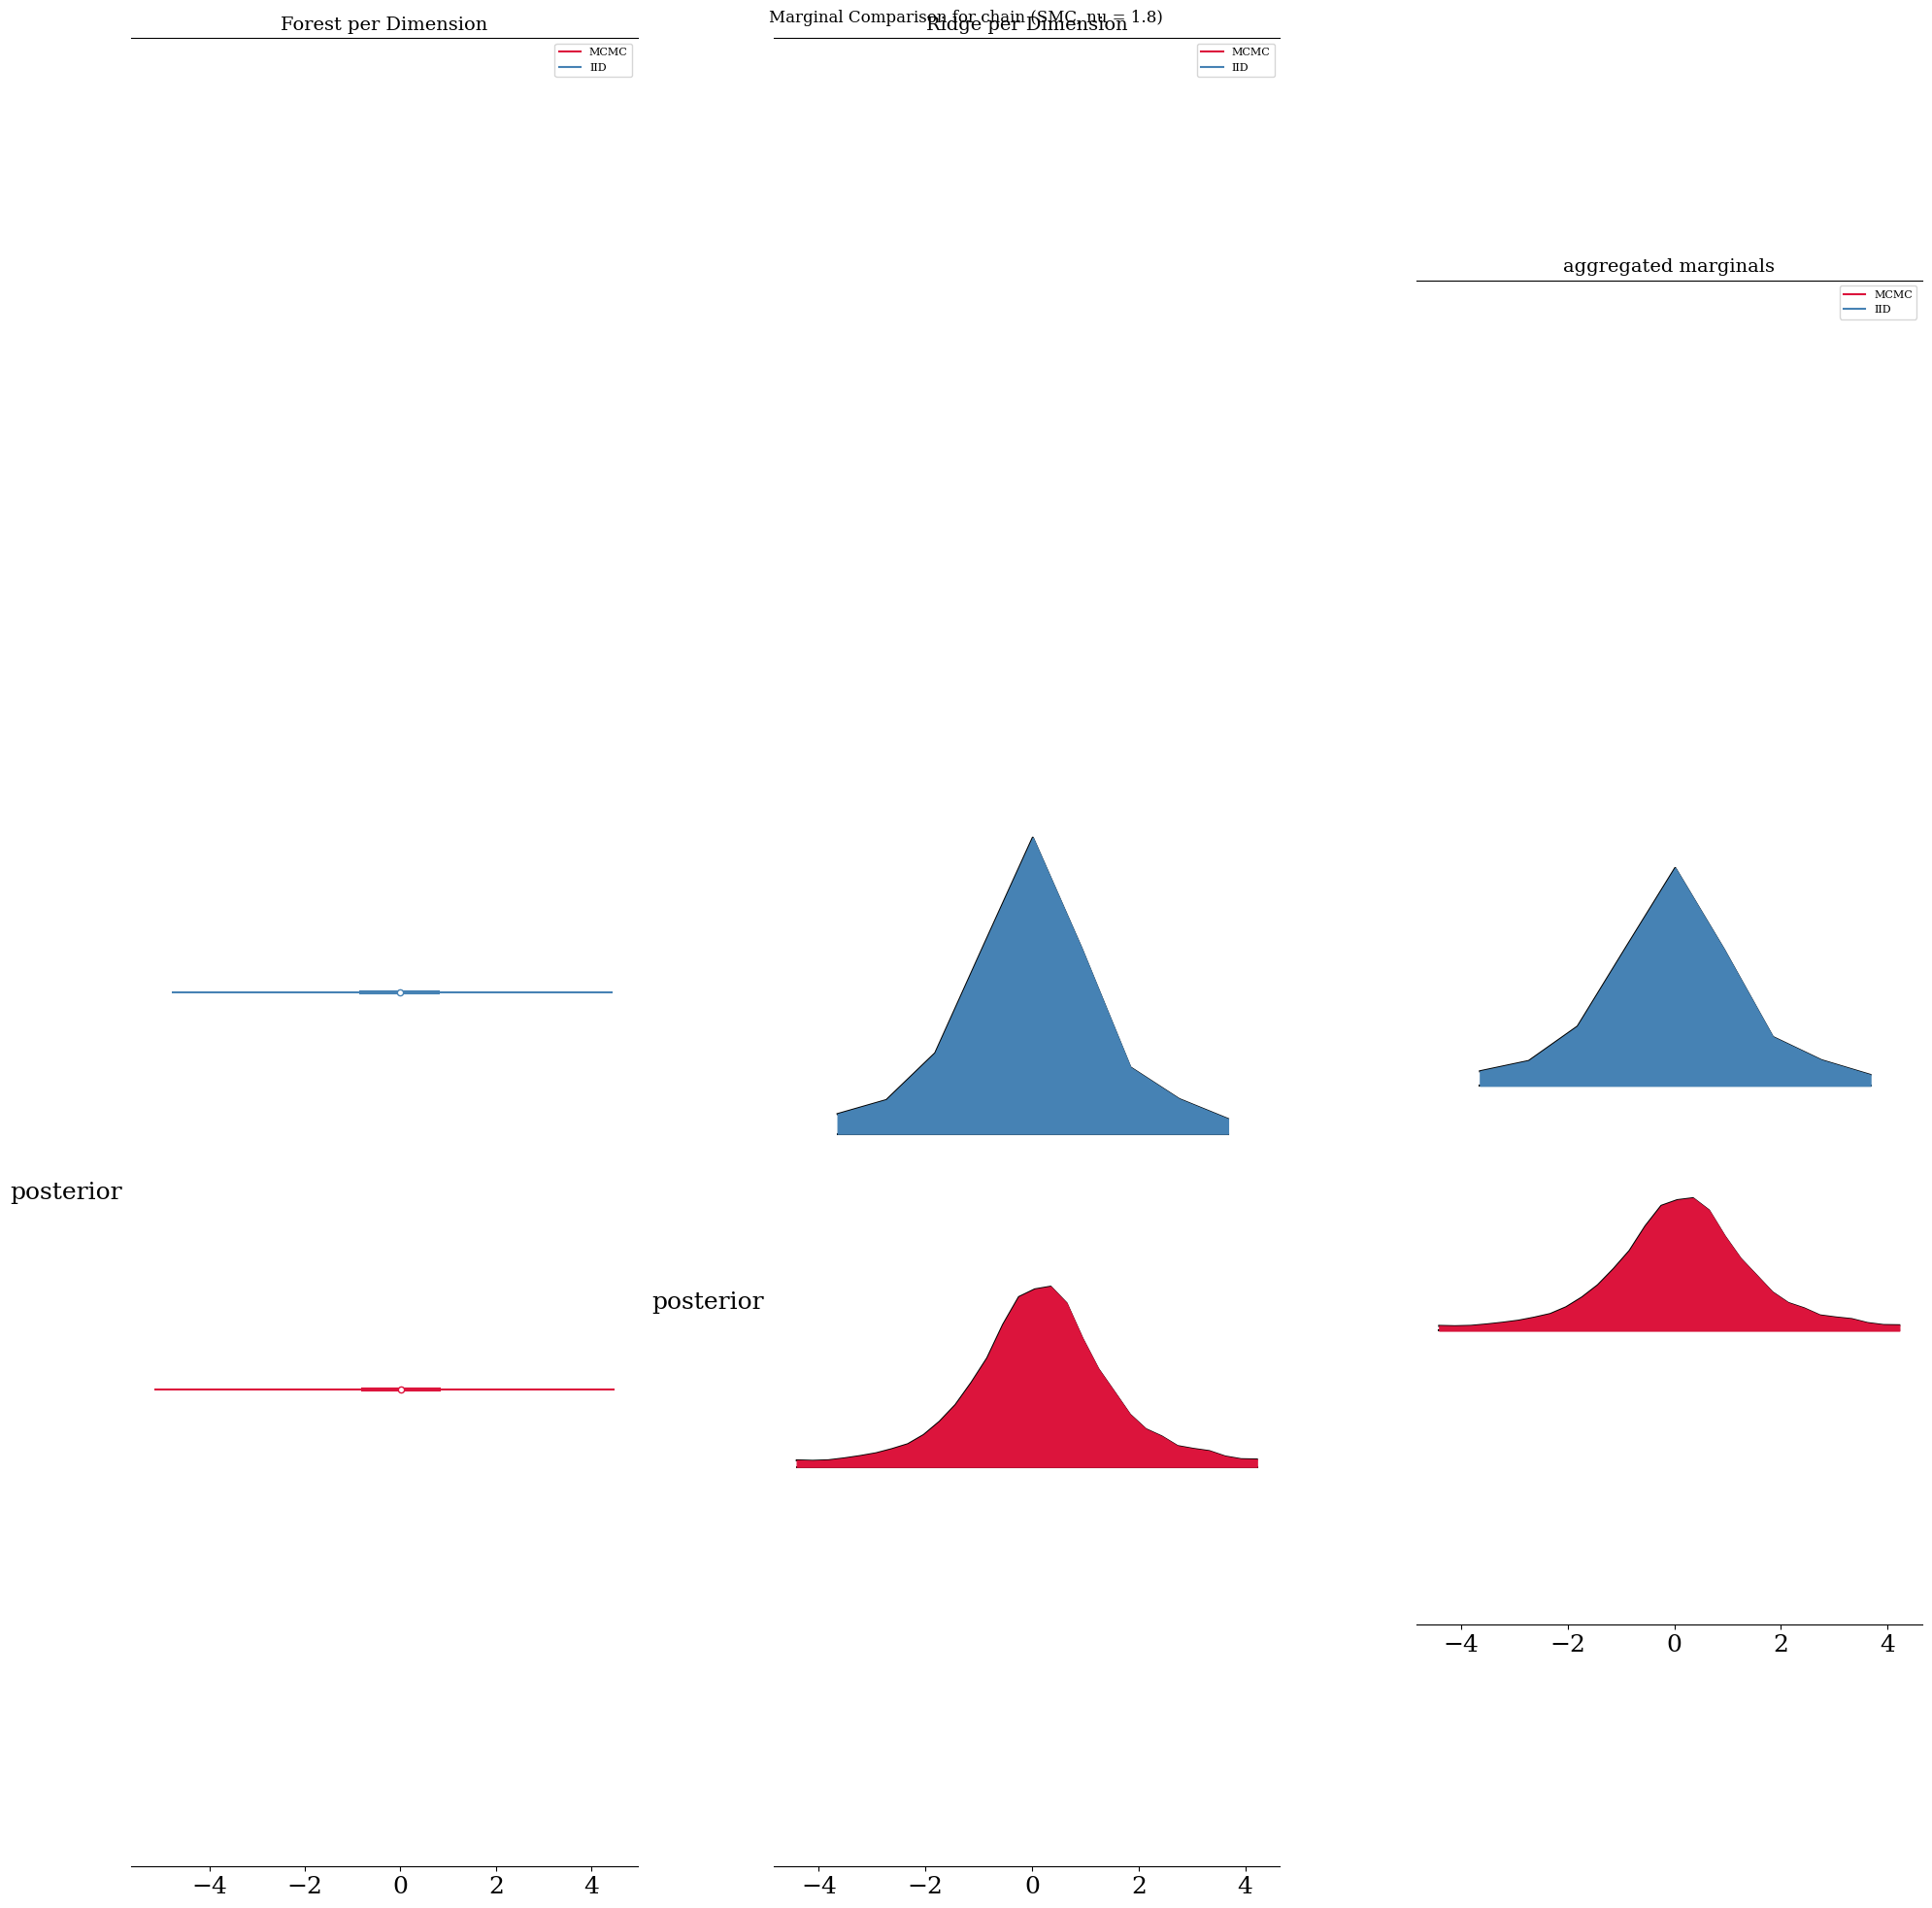 Marginal Comparison for chain (SMC, nu = 1.8)
Forest per Dimension
MCMC
IID
posterior
−4 −2 0 2 4
Ridge per Dimension
MCMC
IID
posterior
−4 −2 0 2 4
aggregated marginals
MCMC
IID
−4 −2 0 2 4